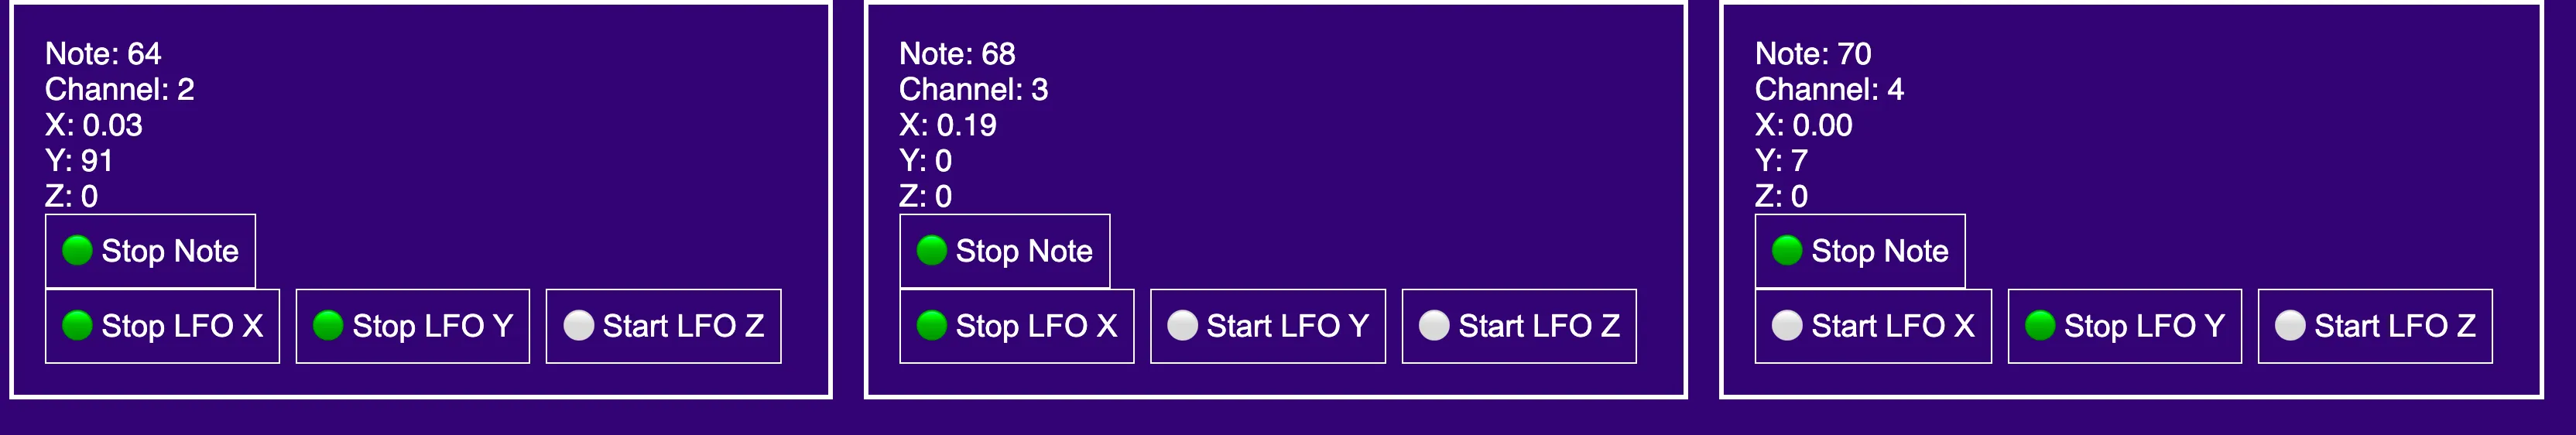 Note: 64
Channel: 2
X: 0.03
Y: 91
Z: 0
Stop Note
Stop LFO X
Stop LFO Y
Start LFO Z
Note: 68
Channel: 3
X: 0.19
Y: 0
Z: 0
Stop Note
Stop LFO X
Start LFO Y
Start LFO Z
Note: 70
Channel: 4
X: 0.00
Y: 7
Z: 0
Stop Note
Start LFO X
Stop LFO Y
Start LFO Z